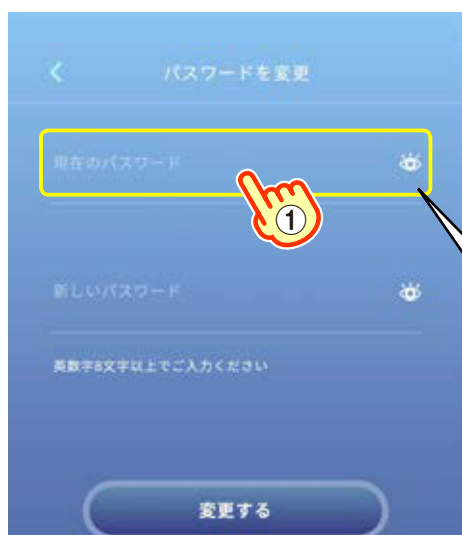 パスワードを変更
現在のパスワード
①
新しいパスワード
英数字8文字以上でご入力ください
変更する